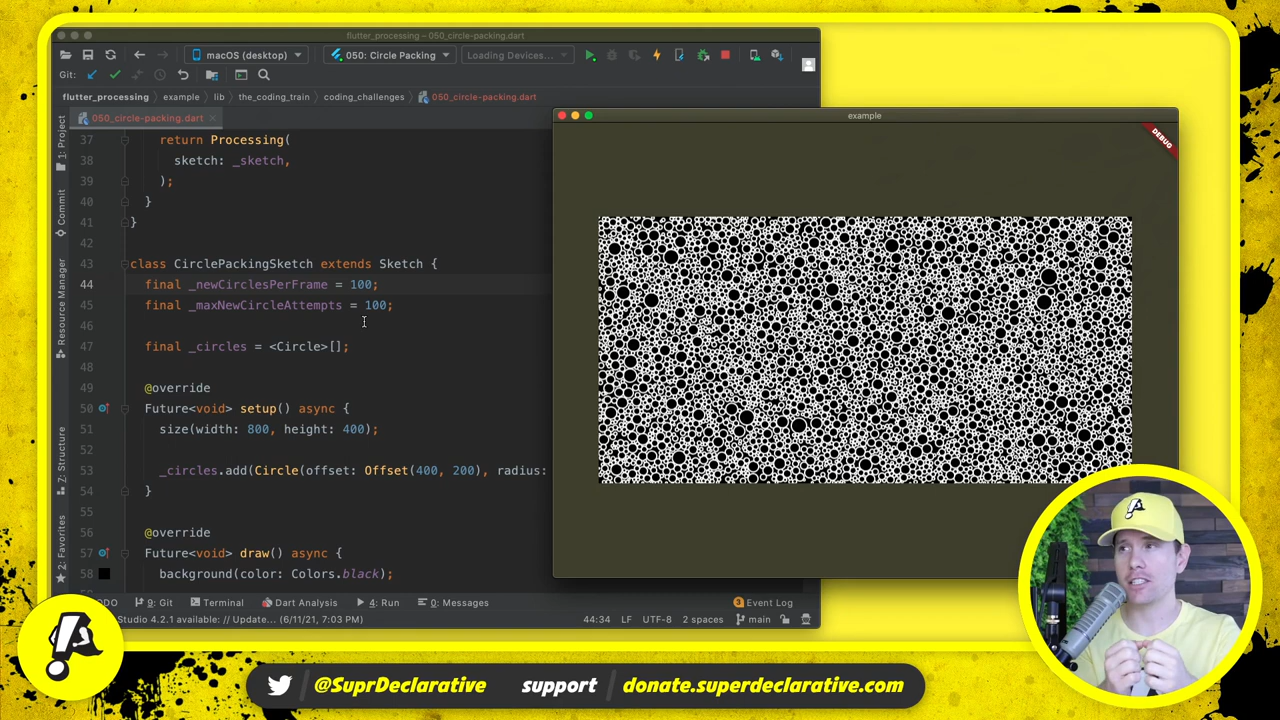 flutter_processing – 050_circle-packing.dart
macOS (desktop)
050: Circle Packing
Loading Devices...
Git:
flutter_processing
example
lib
the_coding_train
coding_challenges
050_circle-packing.dart
050_circle-packing.dart
1: Project
Commit
Resource Manager
7: Structure
2: Favorites
37 return Processing(
38 sketch: _sketch,
39 );
40 }
41 }
42
43 class CirclePackingSketch extends Sketch {
44 final _newCirclesPerFrame = 100;
45 final _maxNewCircleAttempts = 100;
46
47 final _circles = <Circle>[];
48
49 @override
50 Future<void> setup() async {
51 size(width: 800, height: 400);
52
53 _circles.add(Circle(offset: Offset(400, 200), radius:
54 }
55
56 @override
57 Future<void> draw() async {
58 background(color: Colors.black);
example
DEBUG
ODO
9: Git
Terminal
Dart Analysis
4: Run
0: Messages
3 Event Log
Studio 4.2.1 available: // Update... (6/11/21, 7:03 PM)
44:34
LF
UTF-8
2 spaces
main
@SuprDeclarative
support
donate.superdeclarative.com